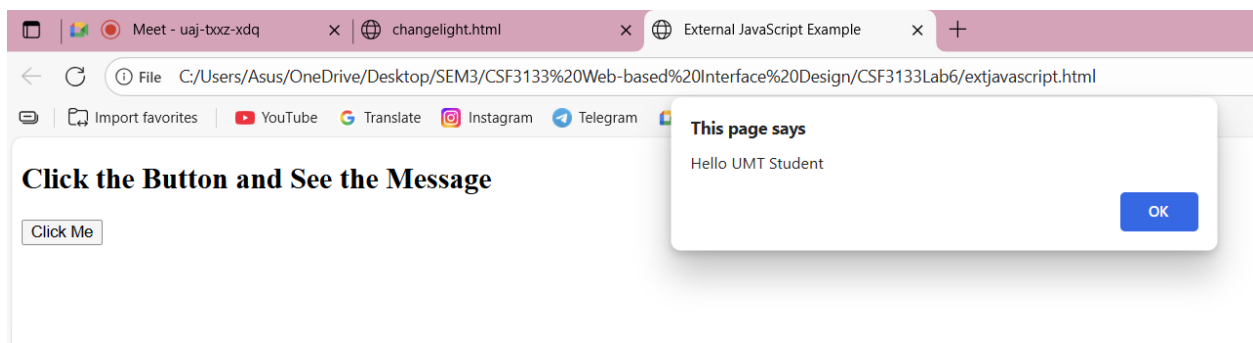 Meet - uaj-txxz-xdq
changelight.html
External JavaScript Example
File C:/Users/Asus/OneDrive/Desktop/SEM3/CSF3133%20Web-based%20Interface%20Design/CSF3133Lab6/extjavascript.html
Import favorites YouTube Translate Instagram Telegram
This page says
Hello UMT Student
OK
Click the Button and See the Message
Click Me